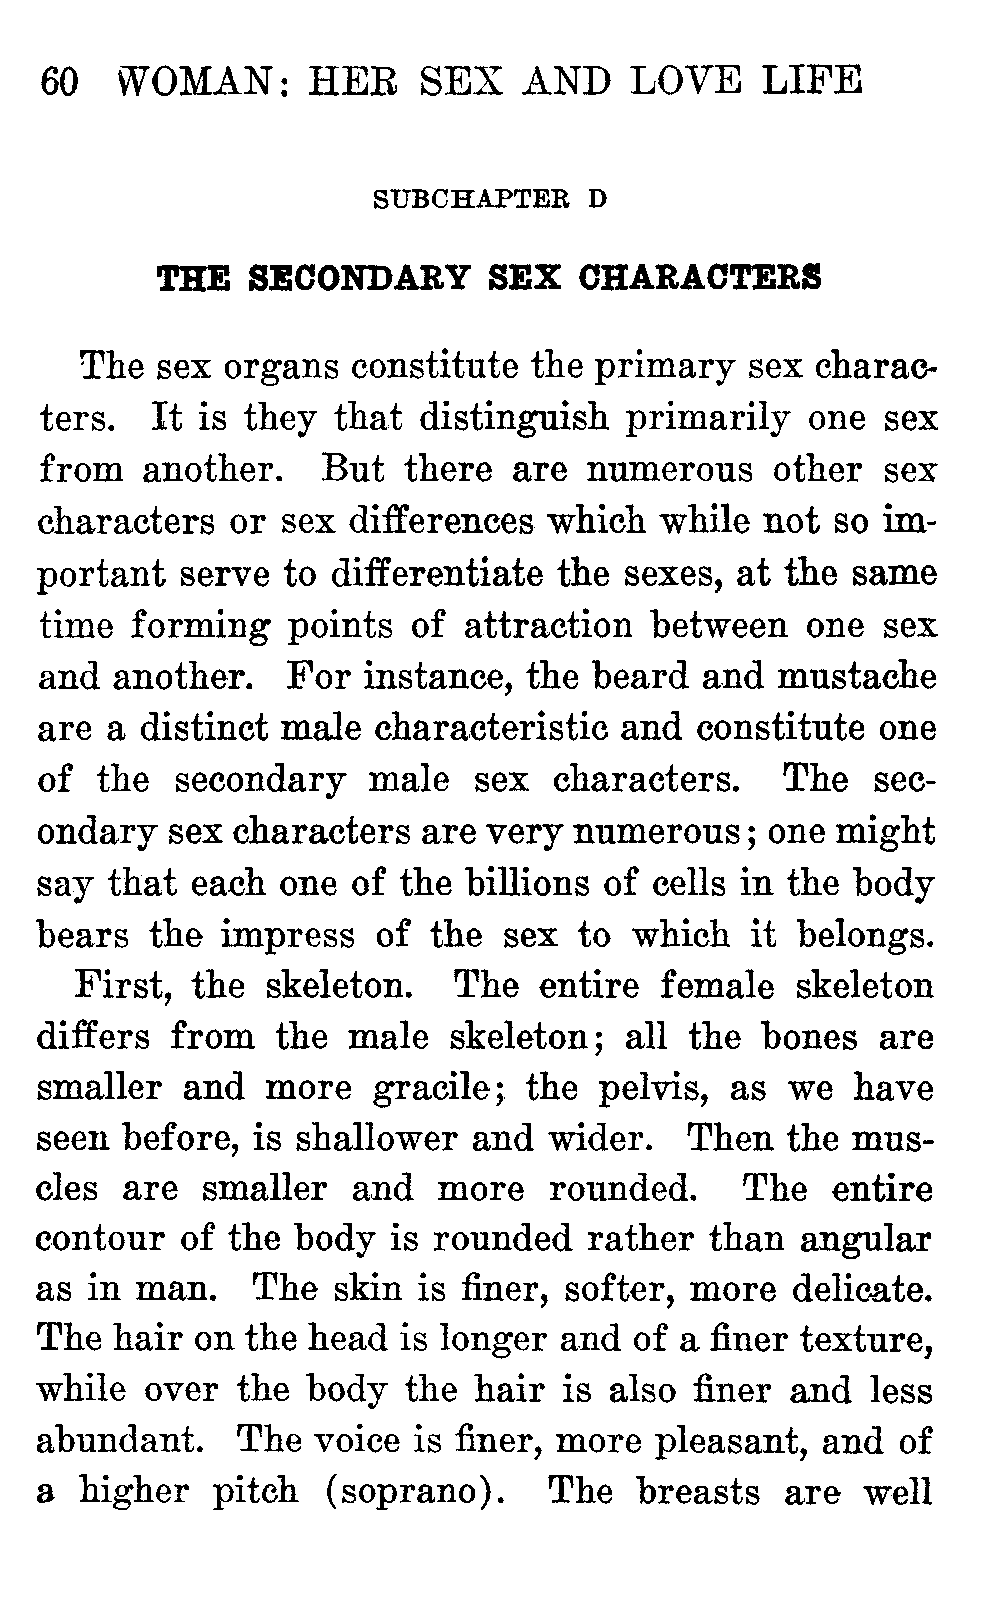 60 WOMAN: HER SEX AND LOVE LIFE
SUBCHAPTER D
THE SECONDARY SEX CHARACTERS
The sex organs constitute the primary sex charac-
ters. It is they that distinguish primarily one sex
from another. But there are numerous other sex
characters or sex differences which while not so im-
portant serve to differentiate the sexes, at the same
time forming points of attraction between one sex
and another. For instance, the beard and mustache
are a distinct male characteristic and constitute one
of the secondary male sex characters. The sec-
ondary sex characters are very numerous; one might
say that each one of the billions of cells in the body
bears the impress of the sex to which it belongs.
First, the skeleton. The entire female skeleton
differs from the male skeleton; all the bones are
smaller and more gracile; the pelvis, as we have
seen before, is shallower and wider. Then the mus-
cles are smaller and more rounded. The entire
contour of the body is rounded rather than angular
as in man. The skin is finer, softer, more delicate.
The hair on the head is longer and of a finer texture,
while over the body the hair is also finer and less
abundant. The voice is finer, more pleasant, and of
a higher pitch (soprano). The breasts are well